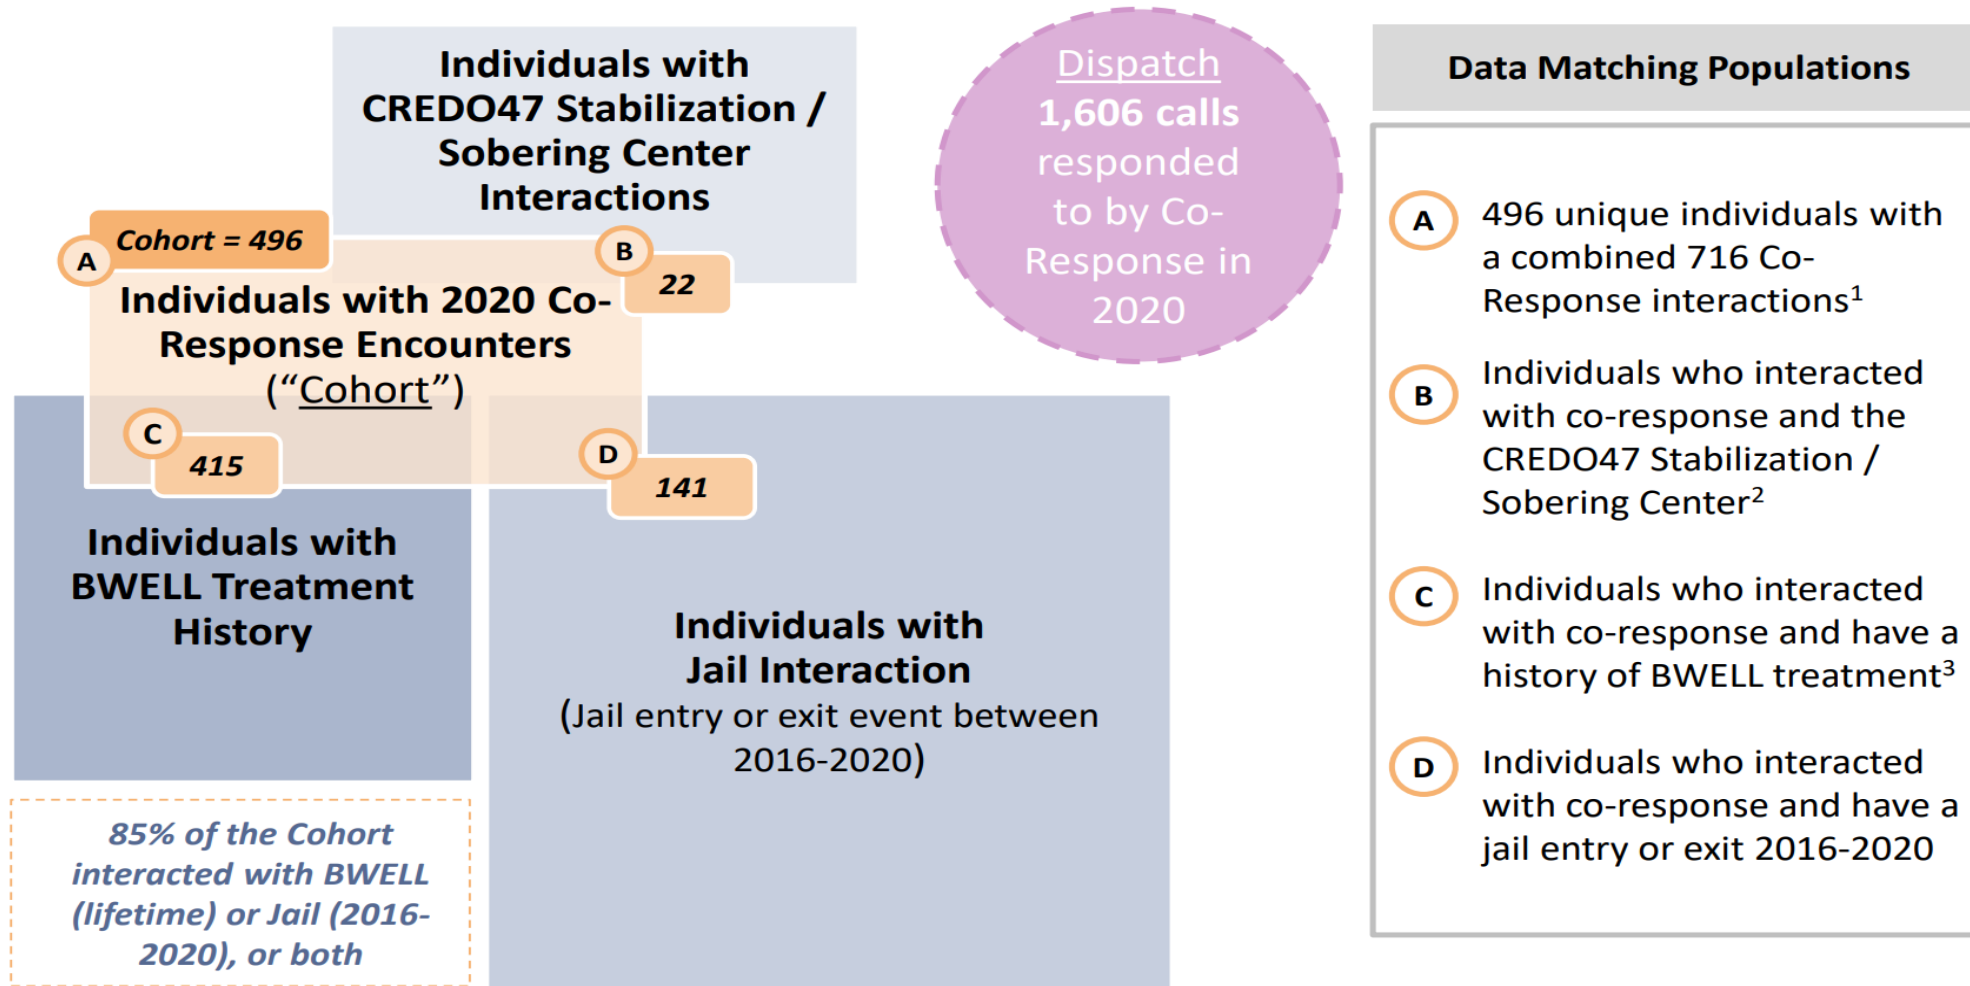 Individuals with
CREDO47 Stabilization /
Sobering Center
Interactions
Dispatch
1,606 calls
responded
to by Co-
Response in
2020
Cohort = 496
A
B
22
Individuals with 2020 Co-
Response Encounters
(“Cohort”)
C
415
D
141
Individuals with
BWELL Treatment
History
Individuals with
Jail Interaction
(Jail entry or exit event between
2016-2020)
85% of the Cohort
interacted with BWELL
(lifetime) or Jail (2016-
2020), or both
Data Matching Populations
A
496 unique individuals with
a combined 716 Co-
Response interactions¹
B
Individuals who interacted
with co-response and the
CREDO47 Stabilization /
Sobering Center²
C
Individuals who interacted
with co-response and have a
history of BWELL treatment³
D
Individuals who interacted
with co-response and have a
jail entry or exit 2016-2020